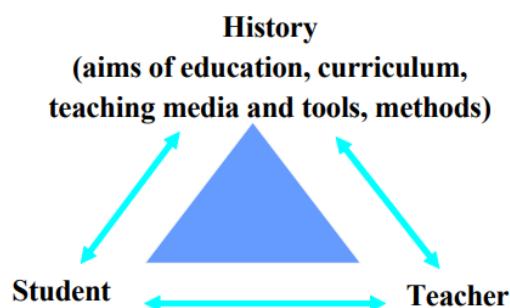 History
(aims of education, curriculum,
teaching media and tools, methods)
Student
Teacher